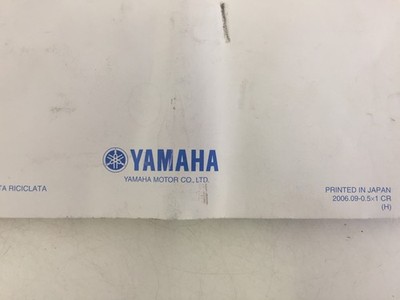 YAMAHA
YAMAHA MOTOR CO., LTD.
TA RICICLATA
PRINTED IN JAPAN
2006.09-0.5×1 CR
(H)